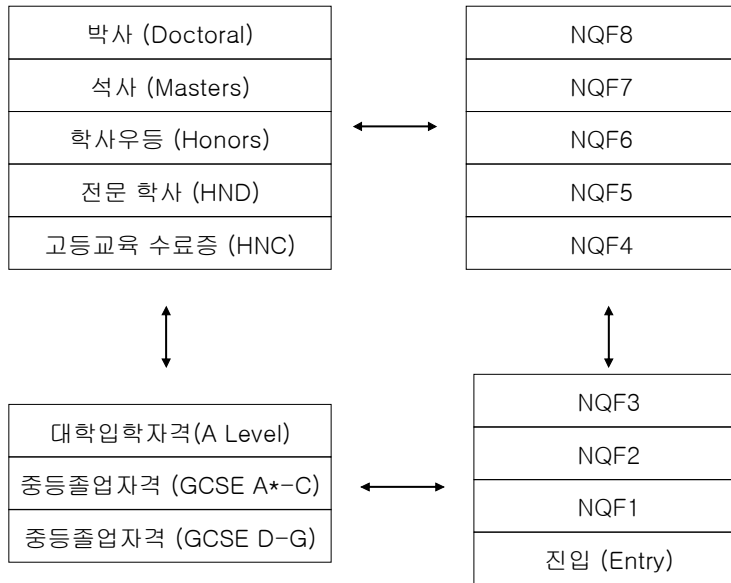 박사 (Doctoral)
석사 (Masters)
학사우등 (Honors)
전문 학사 (HND)
고등교육 수료증 (HNC)
NQF8
NQF7
NQF6
NQF5
NQF4
대학입학자격(A Level)
중등졸업자격 (GCSE A*-C)
중등졸업자격 (GCSE D-G)
NQF3
NQF2
NQF1
진입 (Entry)